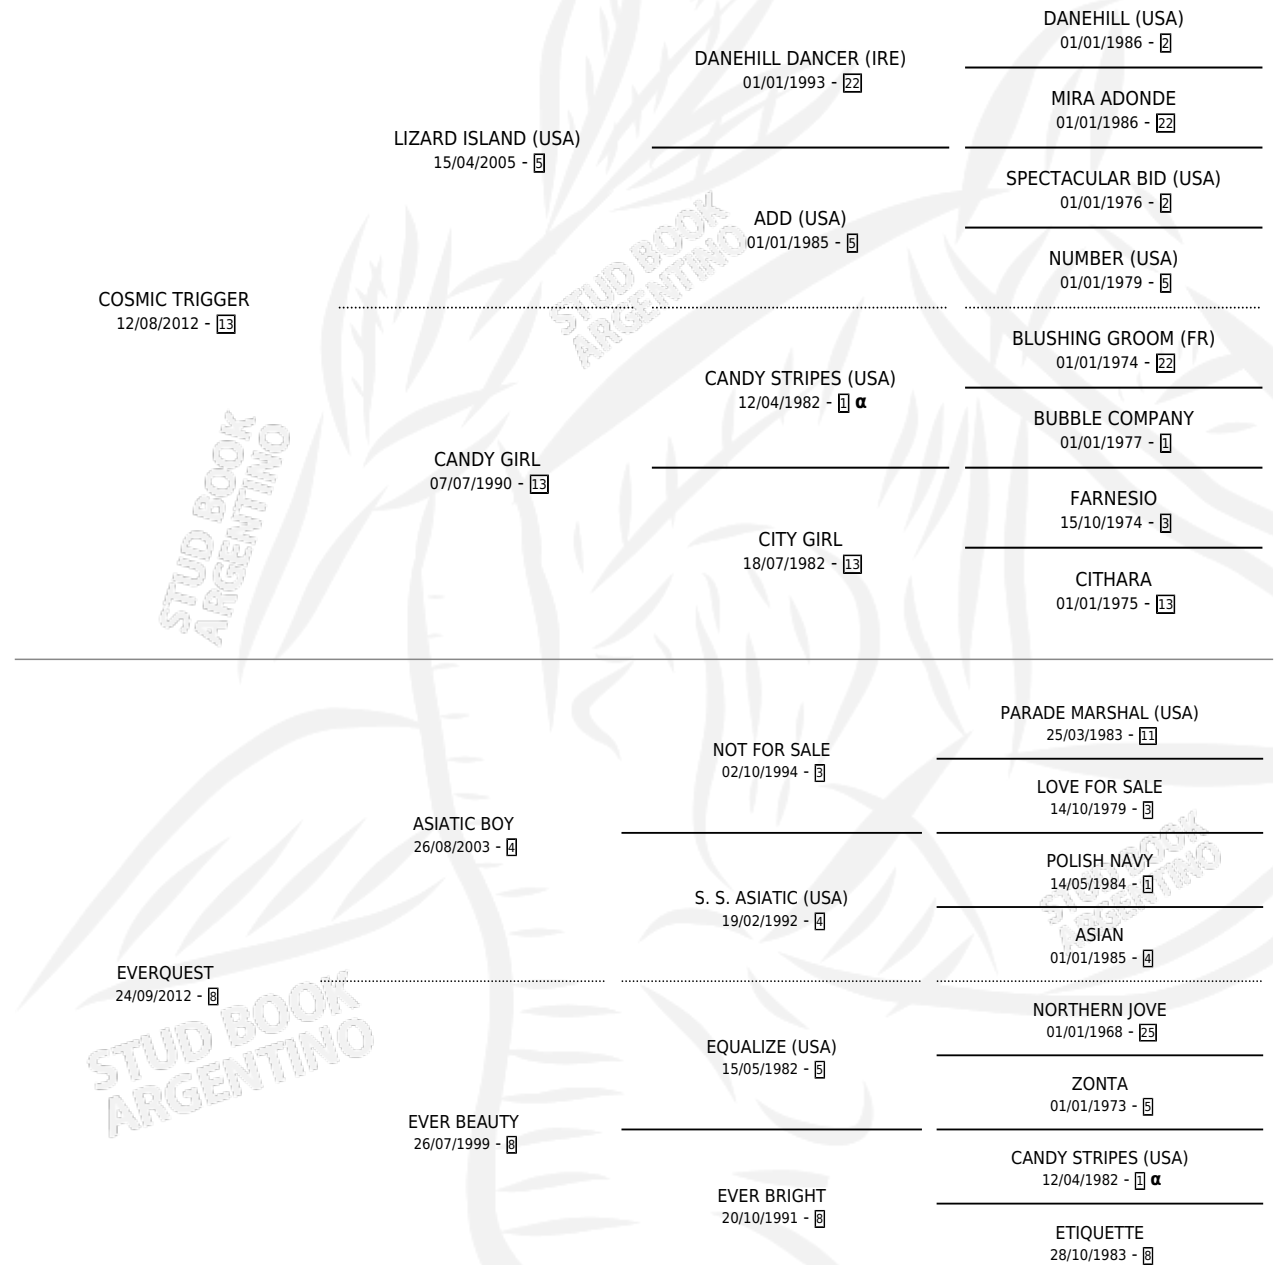 DANEHILL (USA)
01/01/1986 - 2
DANEHILL DANCER (IRE)
01/01/1993 - 22
MIRA ADONDE
01/01/1986 - 22
LIZARD ISLAND (USA)
15/04/2005 - 5
SPECTACULAR BID (USA)
01/01/1976 - 2
ADD (USA)
01/01/1985 - 5
NUMBER (USA)
01/01/1979 - 5
STUD BOOK
ARGENTINO
COSMIC TRIGGER
12/08/2012 - 13
BLUSHING GROOM (FR)
01/01/1974 - 22
CANDY STRIPES (USA)
12/04/1982 - 1 α
BUBBLE COMPANY
01/01/1977 - 1
CANDY GIRL
07/07/1990 - 13
FARNESIO
15/10/1974 - 3
CITY GIRL
18/07/1982 - 13
CITHARA
01/01/1975 - 13
STUD BOOK
ARGENTINO
PARADE MARSHAL (USA)
25/03/1983 - 11
NOT FOR SALE
02/10/1994 - 3
LOVE FOR SALE
14/10/1979 - 3
ASIATIC BOY
26/08/2003 - 4
POLISH NAVY
14/05/1984 - 1
S. S. ASIATIC (USA)
19/02/1992 - 4
ASIAN
01/01/1985 - 4
STUD BOOK
ARGENTINO
EVERQUEST
24/09/2012 - 8
NORTHERN JOVE
01/01/1968 - 25
EQUALIZE (USA)
15/05/1982 - 5
ZONTA
01/01/1973 - 5
EVER BEAUTY
26/07/1999 - 8
CANDY STRIPES (USA)
12/04/1982 - 1 α
EVER BRIGHT
20/10/1991 - 8
ETIQUETTE
28/10/1983 - 8
STUD BOOK
ARGENTINO